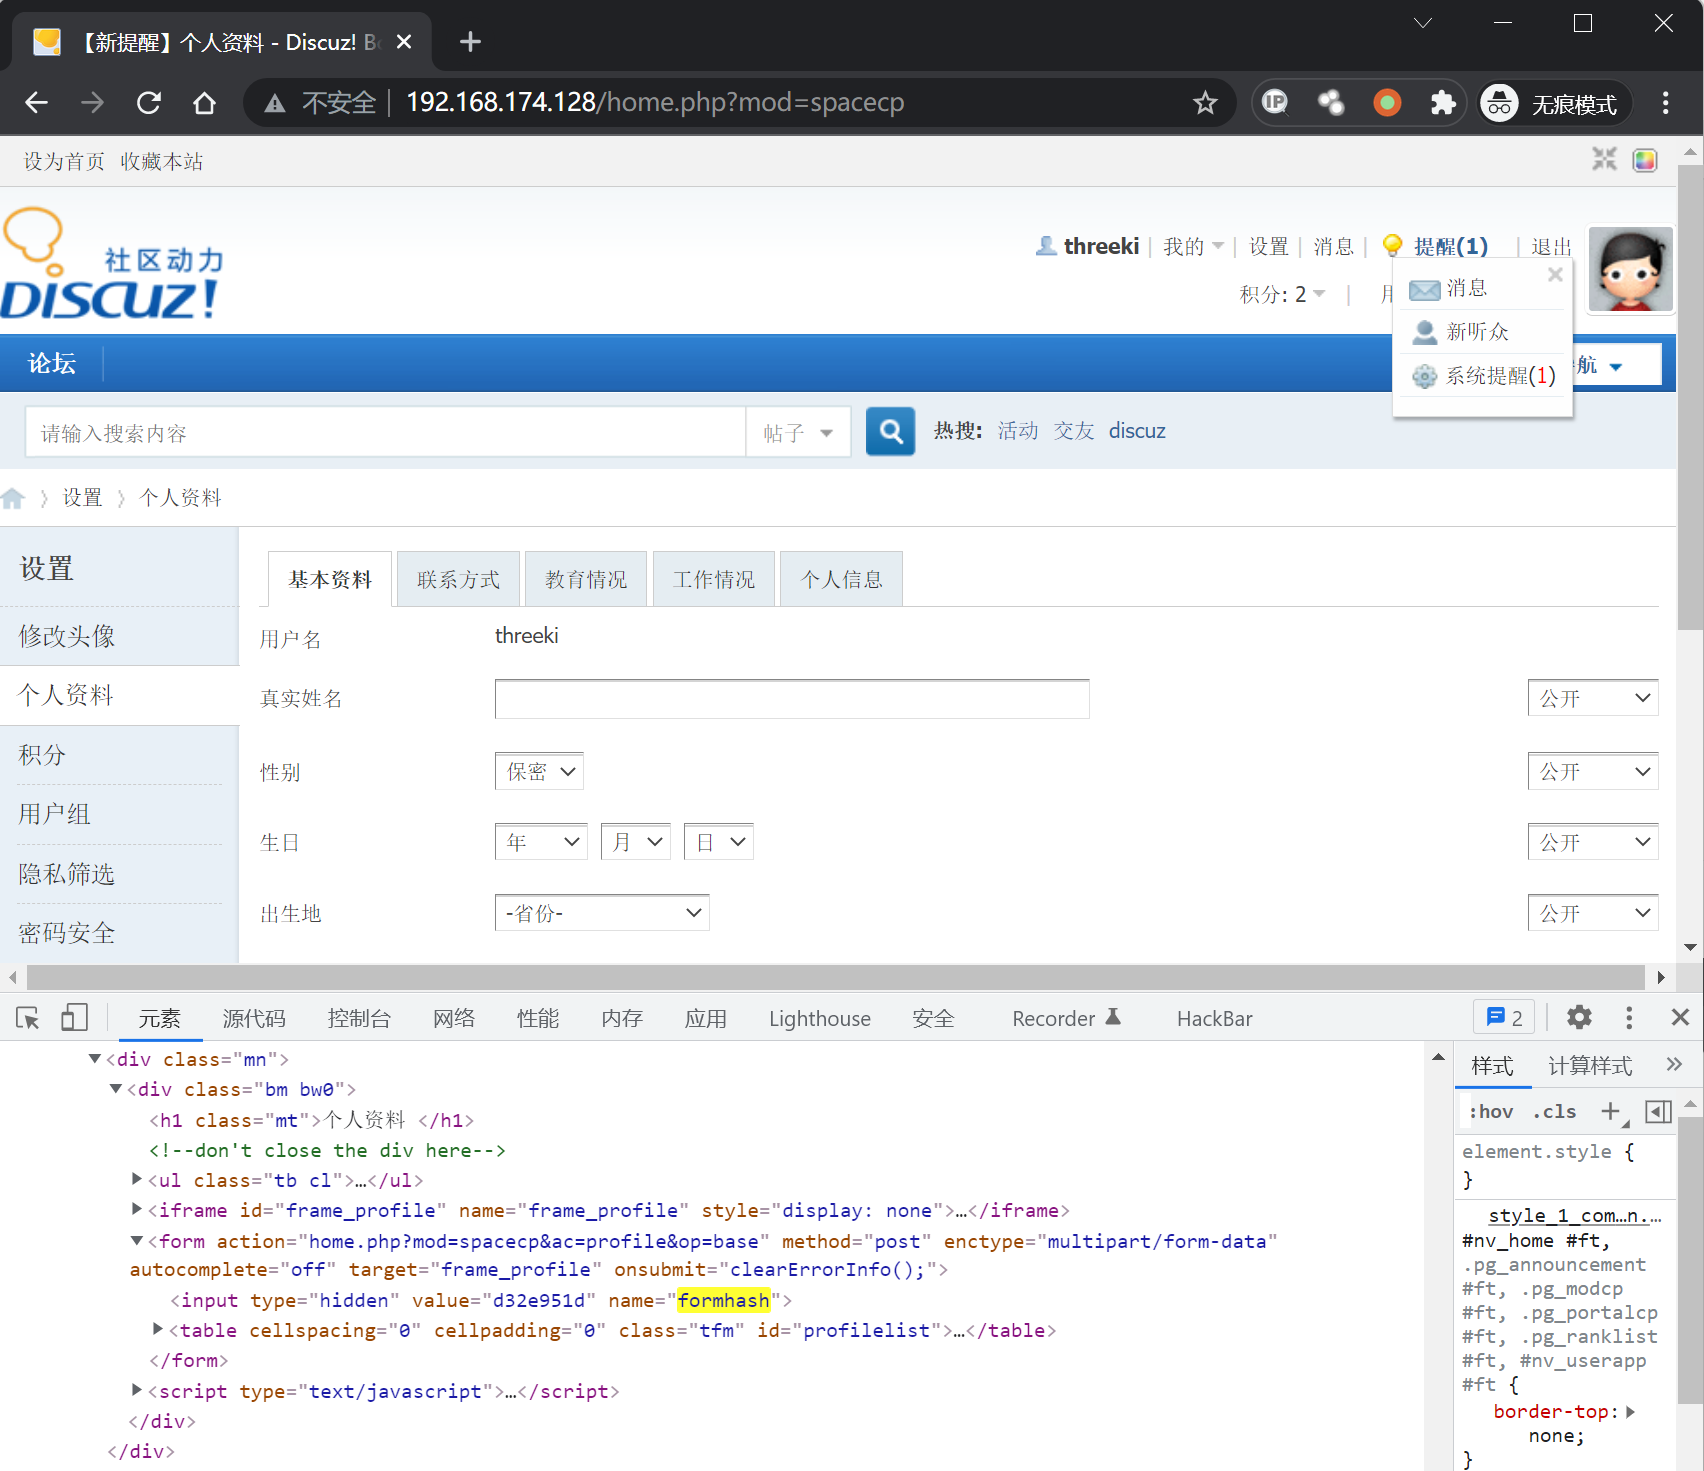 【新提醒】个人资料 - Discuz! Bo
不安全 192.168.174.128/home.php?mod=spacecp
IP
无痕模式
设为首页 收藏本站
社区动力
DISCUZ!
threeki 我的 设置 消息 提醒(1) 退出
积分: 2
消息
新听众
系统提醒(1)
论坛
航
请输入搜索内容 帖子 热搜: 活动 交友 discuz
设置 〉 个人资料
设置
修改头像
个人资料
积分
用户组
隐私筛选
密码安全
基本资料 联系方式 教育情况 工作情况 个人信息
用户名 threeki
真实姓名 公开
性别 保密 公开
生日 年 月 日 公开
出生地 -省份- 公开
元素 源代码 控制台 网络 性能 内存 应用 Lighthouse 安全 Recorder HackBar 2
<div class="mn">
<div class="bm bw0">
<h1 class="mt">个人资料 </h1>
<!--don't close the div here-->
<ul class="tb cl">…</ul>
<iframe id="frame_profile" name="frame_profile" style="display: none">…</iframe>
<form action="home.php?mod=spacecp&ac=profile&op=base" method="post" enctype="multipart/form-data"
autocomplete="off" target="frame_profile" onsubmit="clearErrorInfo();">
<input type="hidden" value="d32e951d" name="formhash">
<table cellspacing="0" cellpadding="0" class="tfm" id="profilelist">…</table>
</form>
<script type="text/javascript">…</script>
</div>
</div>
样式 计算样式
:hov .cls
element.style {
}
style_1_com…n.…
#nv_home #ft,
.pg_announcement
#ft, .pg_modcp
#ft, .pg_portalcp
#ft, .pg_ranklist
#ft, #nv_userapp
#ft {
border-top:
none;
}